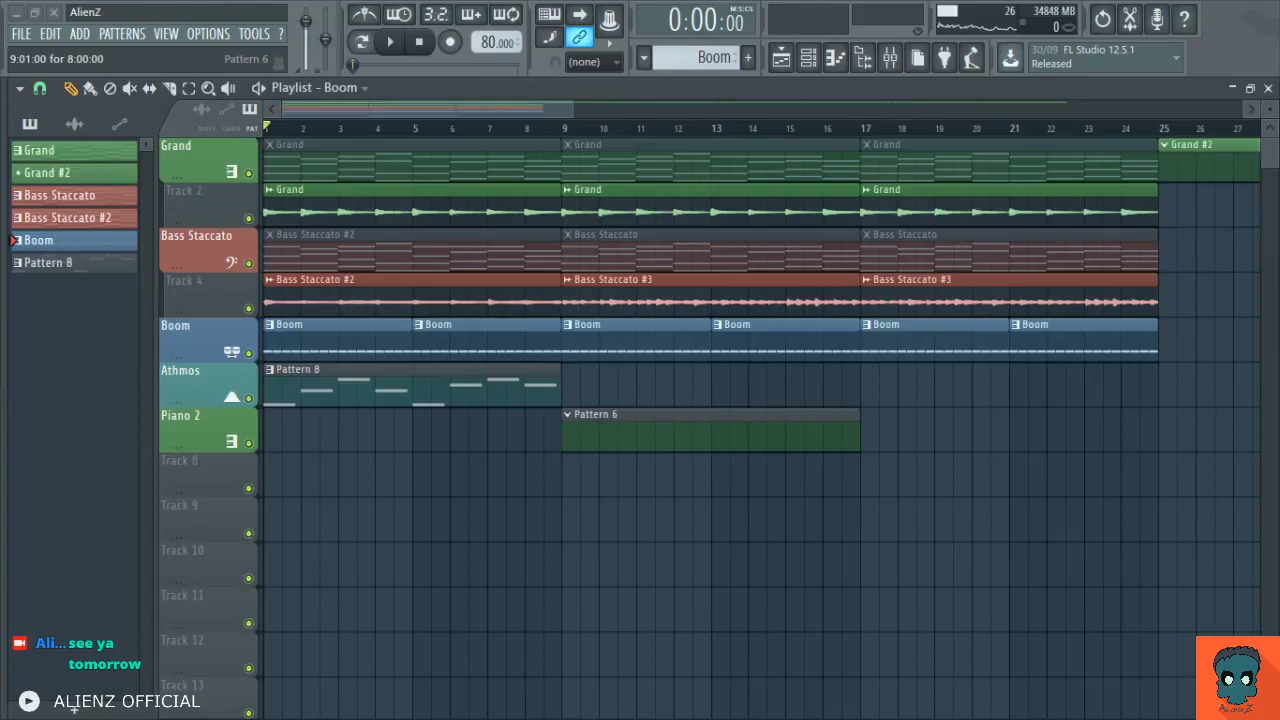 AlienZ
FILE EDIT ADD PATTERNS VIEW OPTIONS TOOLS ?
9:01:00 for 8:00:00 Pattern 6
3.2.
80.000
0:00:00
M:S:CS
(none)
Boom
26 34848 MB
0
30/09 FL Studio 12.5.1
Released
Playlist - Boom
NOTE CHAN PAT
1 2 3 4 5 6 7 8 9 10 11 12 13 14 15 16 17 18 19 20 21 22 23 24 25 26 27
Grand
Grand #2
Bass Staccato
Bass Staccato #2
Boom
Pattern 8
Grand Grand Grand Grand Grand #2
Track 2 Grand Grand Grand
Bass Staccato Bass Staccato #2 Bass Staccato Bass Staccato
Track 4 Bass Staccato #2 Bass Staccato #3 Bass Staccato #3
Boom Boom Boom Boom Boom Boom Boom
Athmos Pattern 8
Piano 2 Pattern 6
Track 8
Track 9
Track 10
Track 11
Track 12
Track 13
Ali... see ya
tomorrow
ALIENZ OFFICIAL
AlienZ